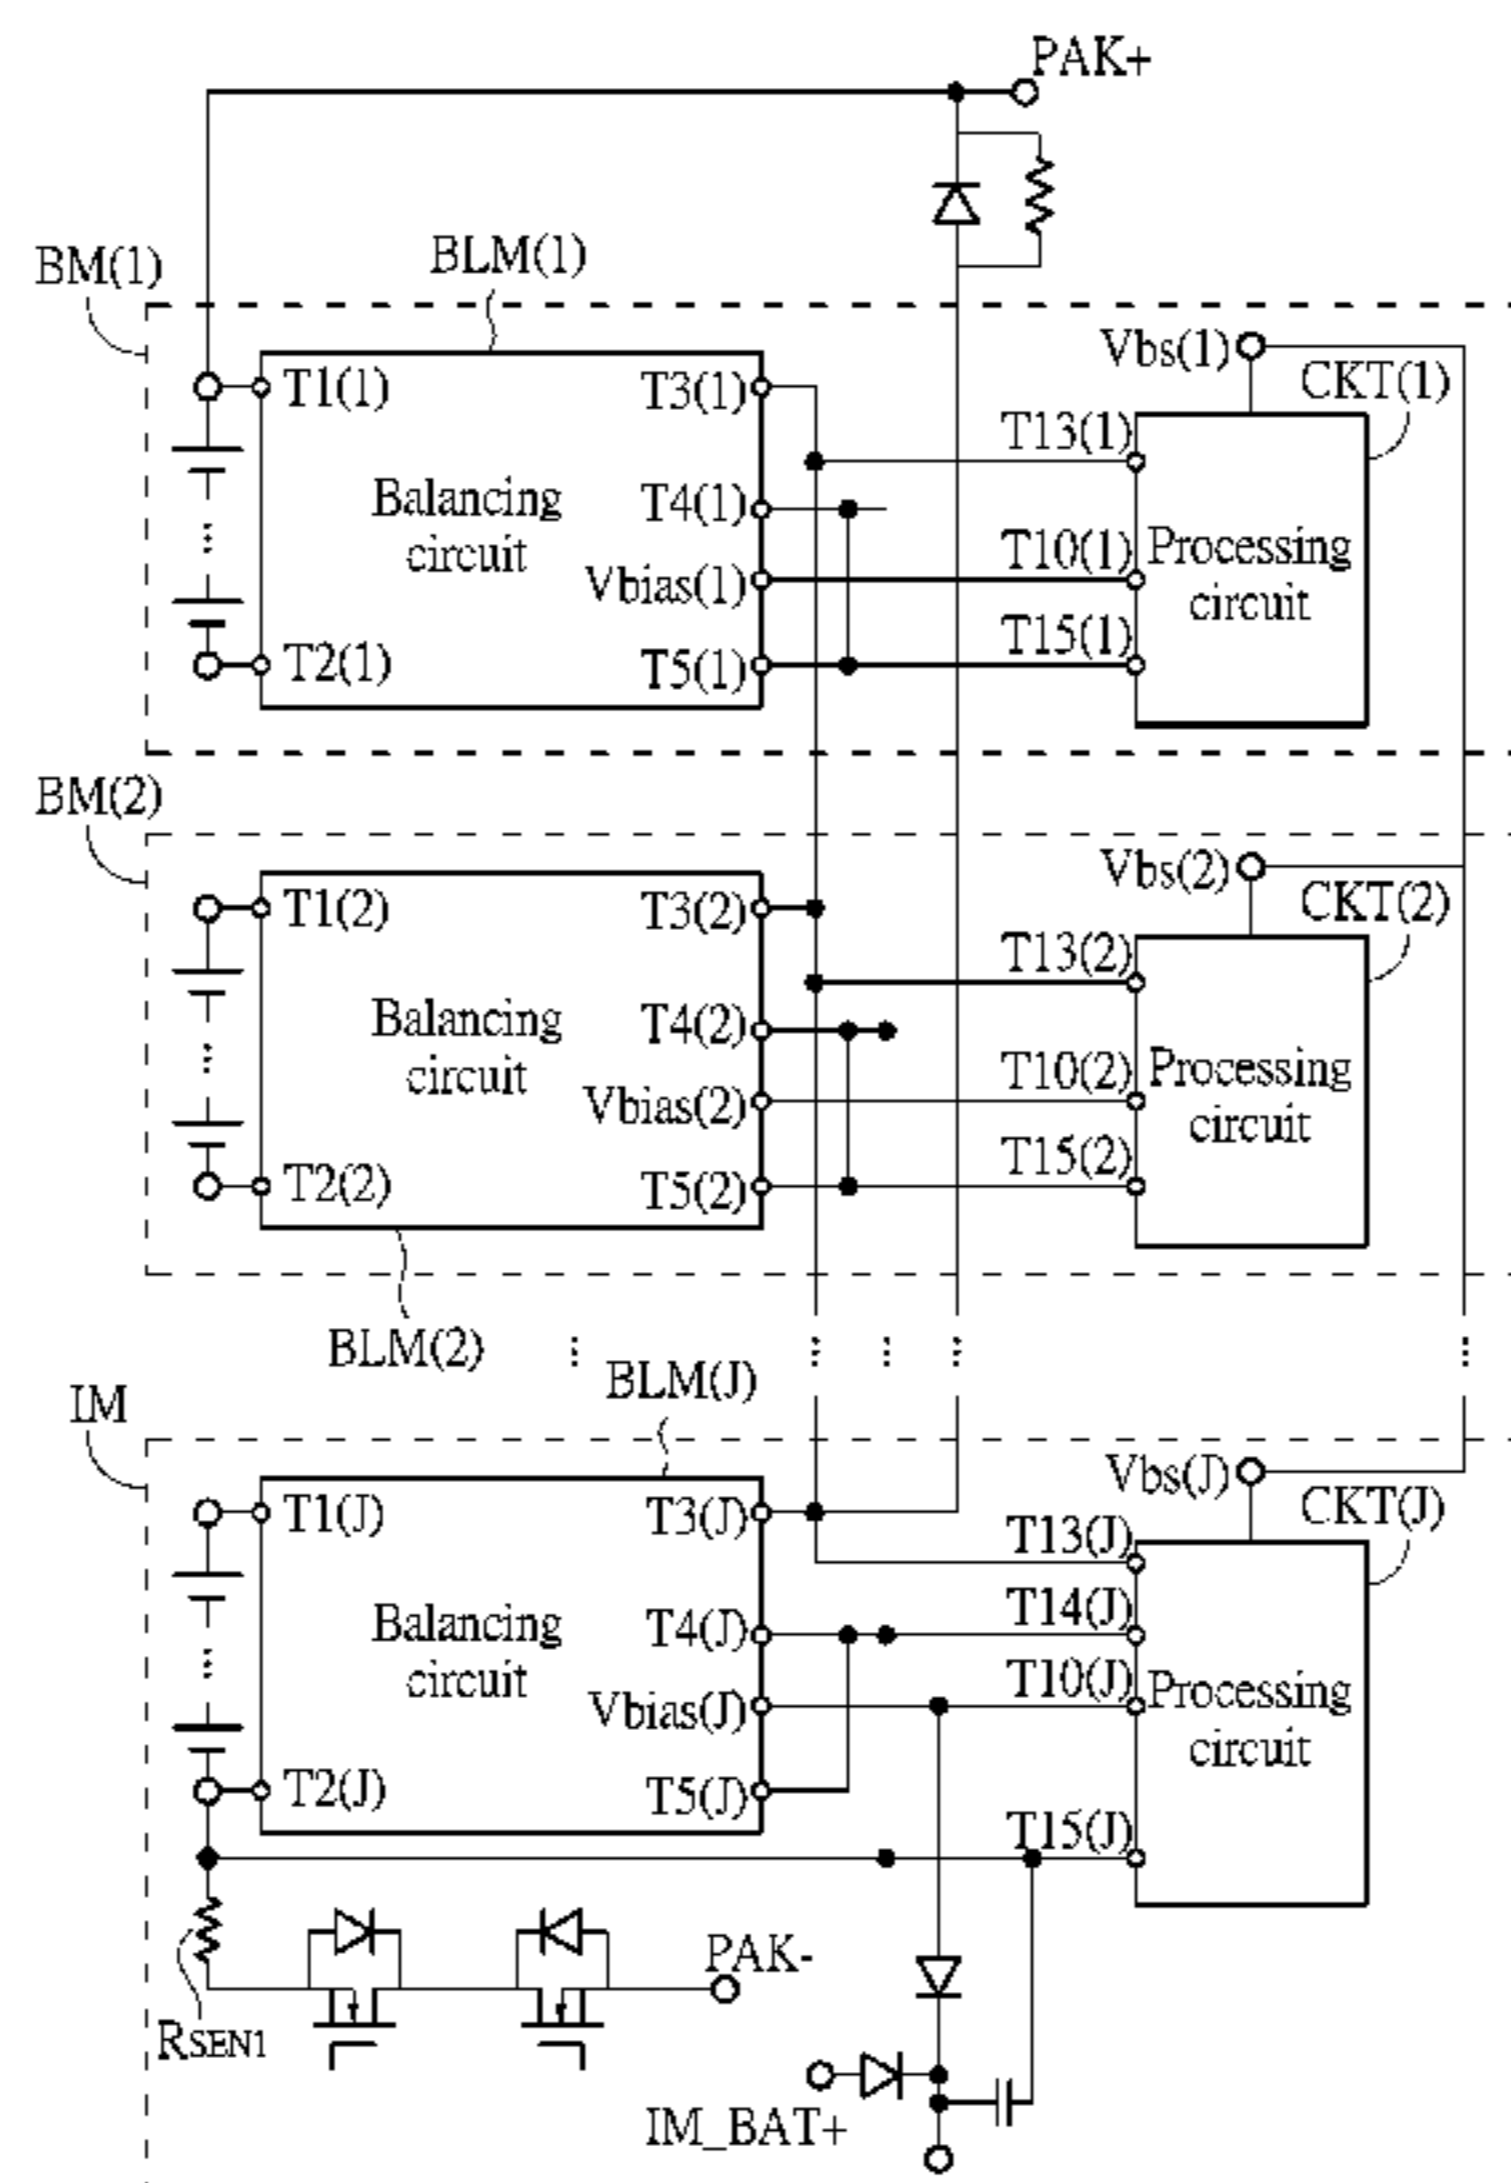 PAK+
BM(1)
BLM(1)
Vbs(1)
CKT(1)
T1(1)
T3(1)
T13(1)
Balancing
circuit
T4(1)
T10(1)
Processing
circuit
Vbias(1)
T15(1)
T2(1)
T5(1)
BM(2)
Vbs(2)
CKT(2)
T1(2)
T3(2)
T13(2)
Balancing
circuit
T4(2)
T10(2)
Processing
circuit
Vbias(2)
T15(2)
T2(2)
T5(2)
BLM(2)
BLM(J)
IM
Vbs(J)
CKT(J)
T1(J)
T3(J)
T13(J)
T14(J)
Balancing
circuit
T4(J)
T10(J)
Processing
circuit
Vbias(J)
T2(J)
T5(J)
T15(J)
PAK-
RSEN1
IM_BAT+